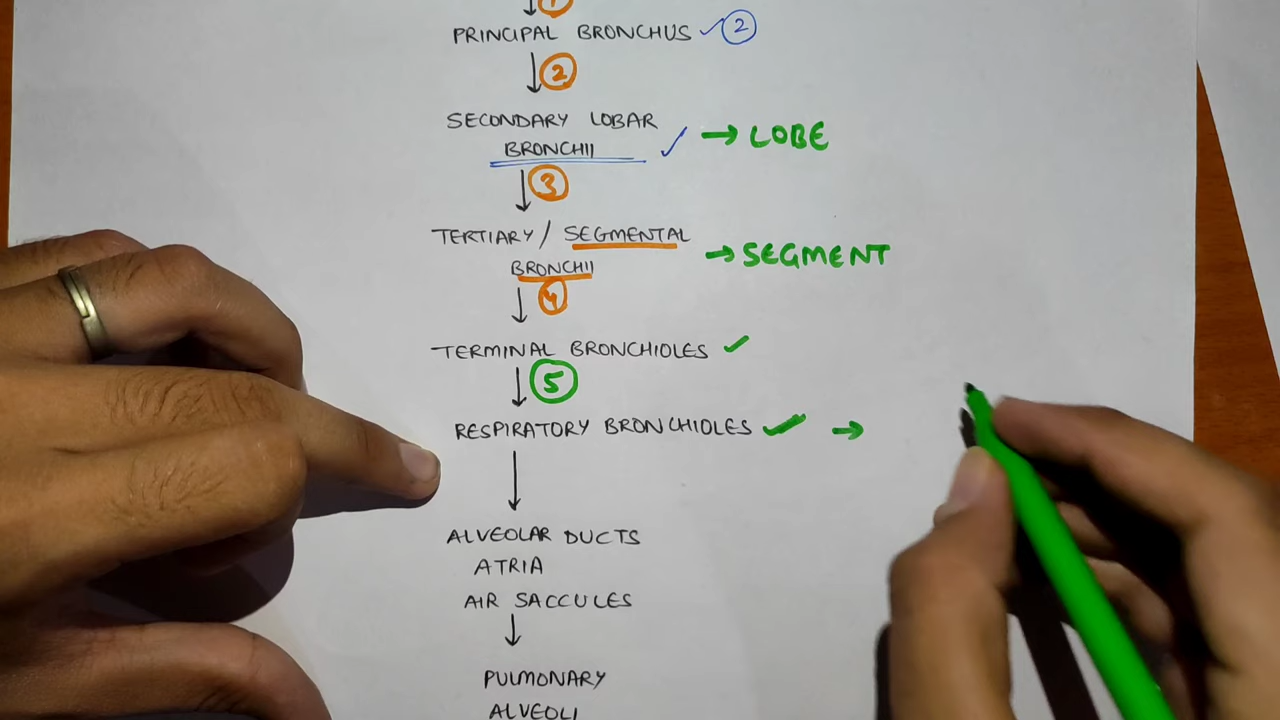 1
PRINCIPAL BRONCHUS 2
2
SECONDARY LOBAR
BRONCHII → LOBE
3
TERTIARY / SEGMENTAL
BRONCHII → SEGMENT
4
TERMINAL BRONCHIOLES
5
RESPIRATORY BRONCHIOLES →
ALVEOLAR DUCTS
ATRIA
AIR SACCULES
PULMONARY
ALVEOLI